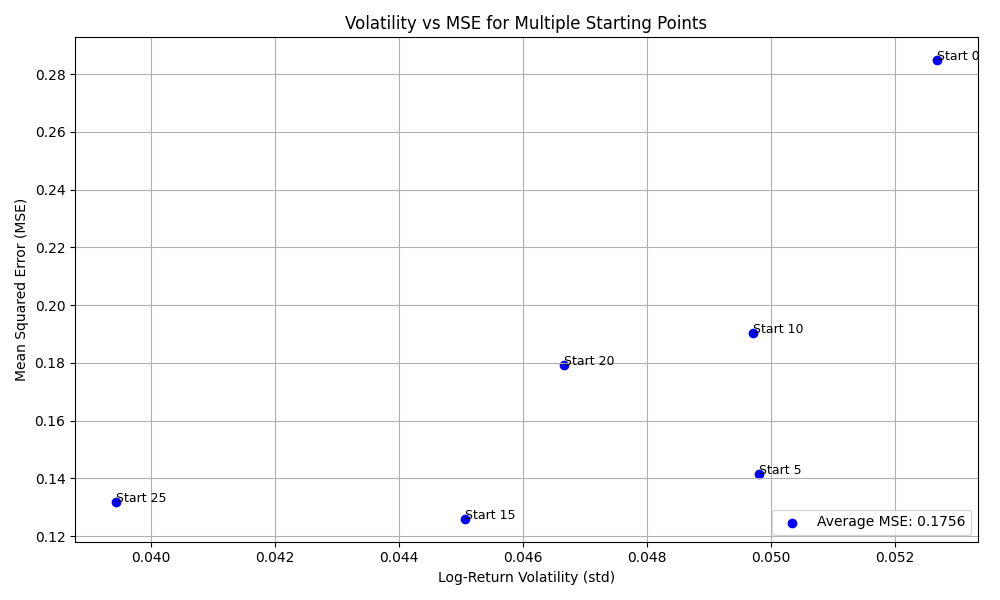 Volatility vs MSE for Multiple Starting Points
Mean Squared Error (MSE)
0.28
0.26
0.24
0.22
0.20
0.18
0.16
0.14
0.12
Start 0
Start 10
Start 20
Start 5
Start 25
Start 15
Average MSE: 0.1756
0.040 0.042 0.044 0.046 0.048 0.050 0.052
Log-Return Volatility (std)